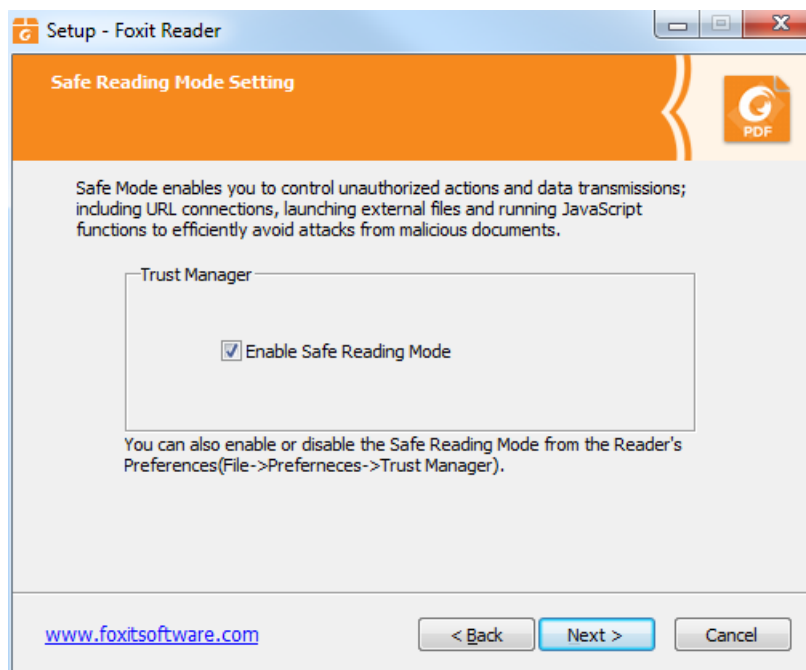 Setup - Foxit Reader
Safe Reading Mode Setting
PDF
Safe Mode enables you to control unauthorized actions and data transmissions;
including URL connections, launching external files and running JavaScript
functions to efficiently avoid attacks from malicious documents.
Trust Manager
Enable Safe Reading Mode
You can also enable or disable the Safe Reading Mode from the Reader's
Preferences(File->Preferneces->Trust Manager).
www.foxitsoftware.com
< Back
Next >
Cancel